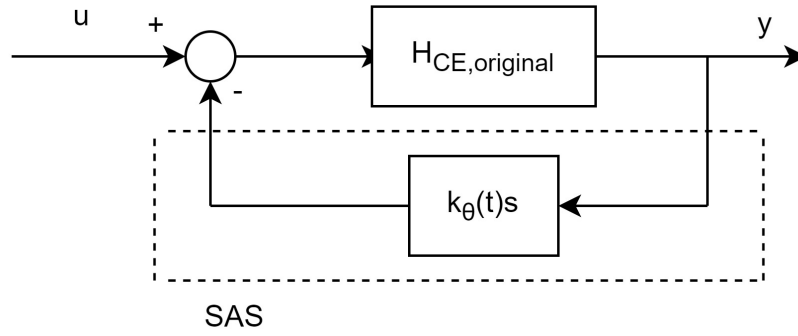 u
+
H_CE,original
y
-
k_θ(t)s
SAS